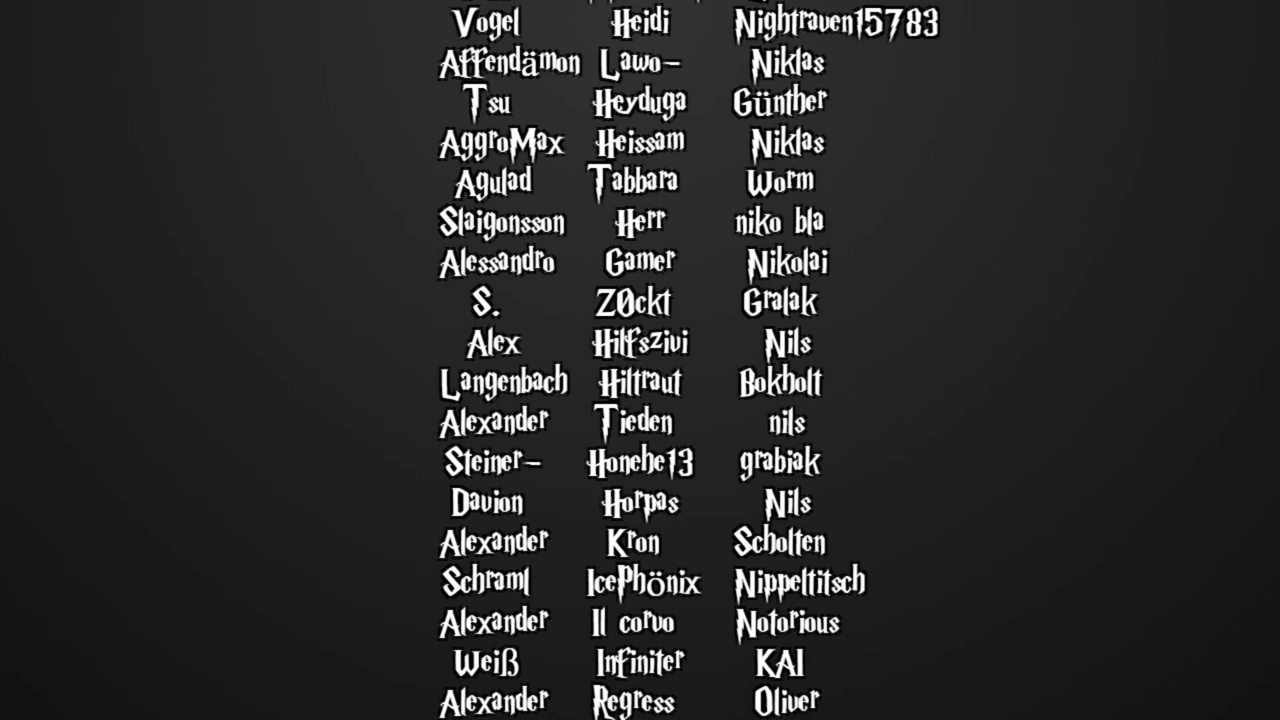 Vogel
Affendämon
Tsu
AggroMax
Agulad
Slaigonsson
Alessandro
S.
Alex
Langenbach
Alexander
Steiner-
Davion
Alexander
Schraml
Alexander
Weiß
Alexander
Heidi
Lawo-
Heyduga
Heissam
Tabbara
Herr
Gamer
Z0ckt
Hilfszivi
Hiltraut
Tieden
Honehe13
Horpas
Kron
IcePhönix
Il corvo
Infiniter
Regress
Nightraven15783
Niklas
Günther
Niklas
Worm
niko bla
Nikolai
Gralak
Nils
Bokholt
nils
grabiak
Nils
Scholten
Nippeltitsch
Notorious
KAI
Oliver